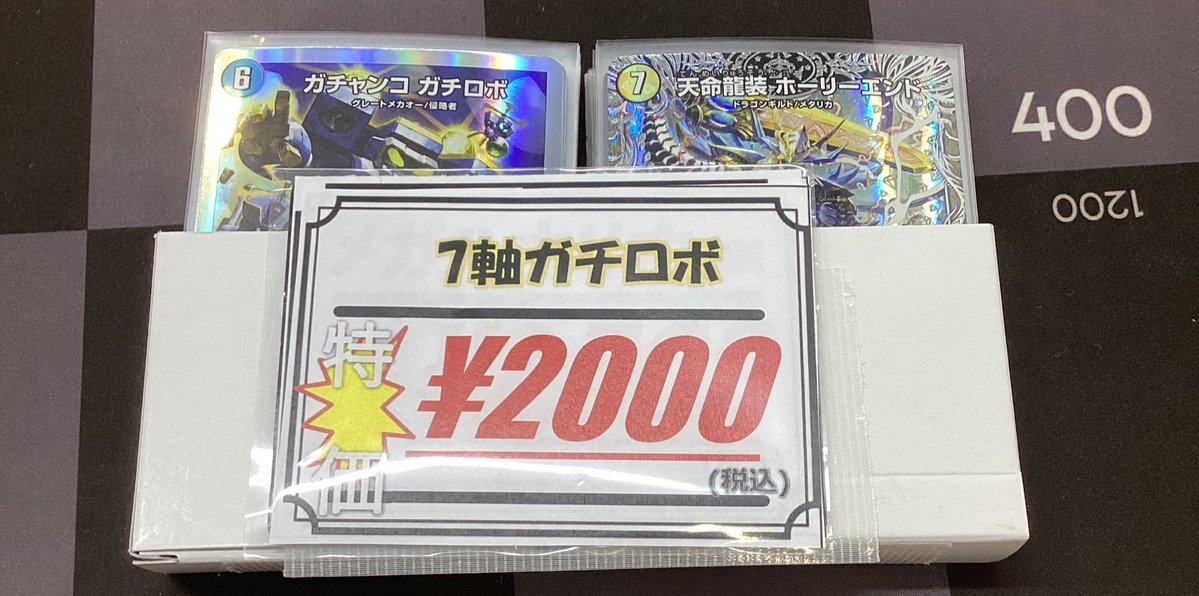 6
ガチャンコ ガチロボ
グレートメカオー/侵略者
7
天命龍装 ホーリーエンド
ドラゴンギルド/メタリカ
400
1200
7軸ガチロボ
特価
¥2000
(税込)